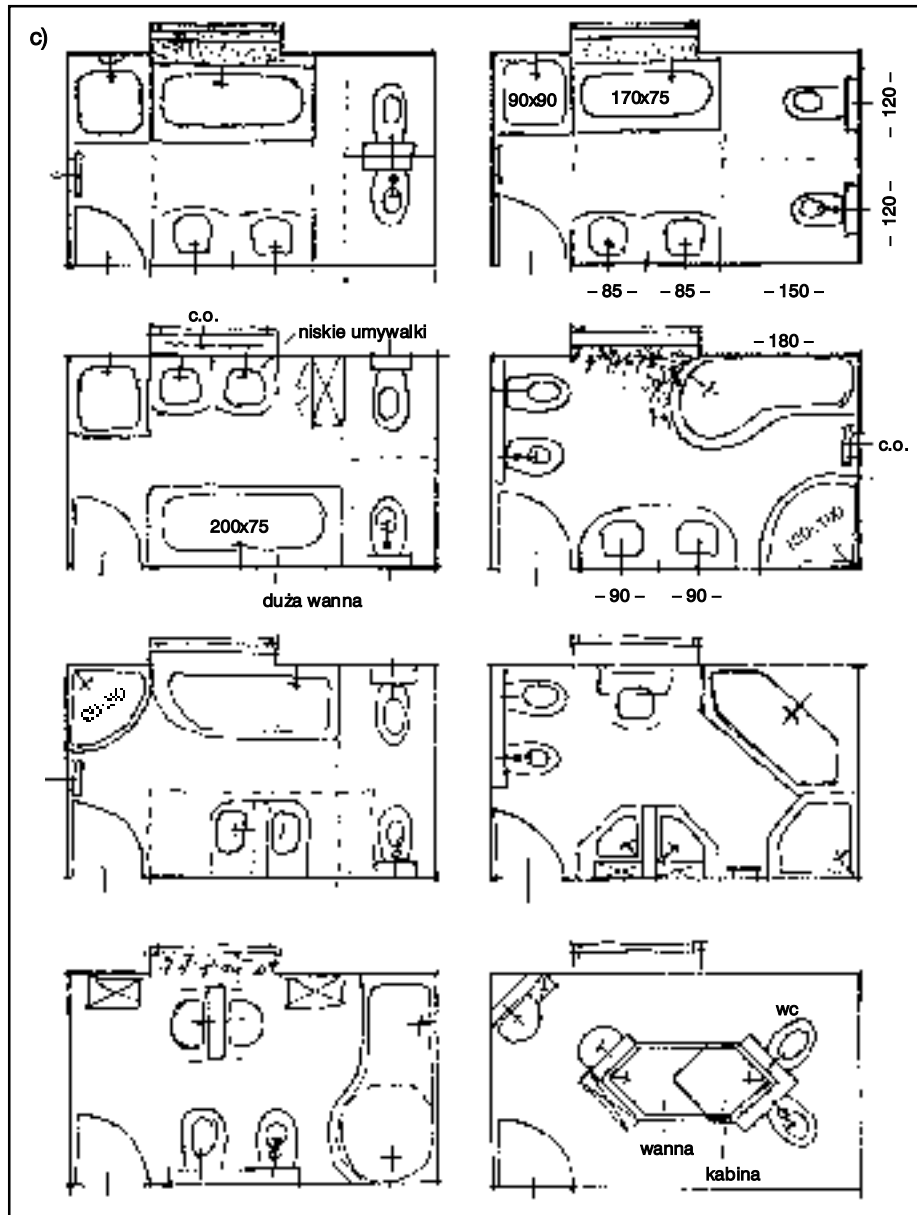 c)
90x90
170x75
– 120 –
– 120 –
– 85 – – 85 – – 150 –
c.o.
niskie umywalki
– 180 –
c.o.
200x75
duża wanna
– 90 – – 90 –
wc
wanna
kabina